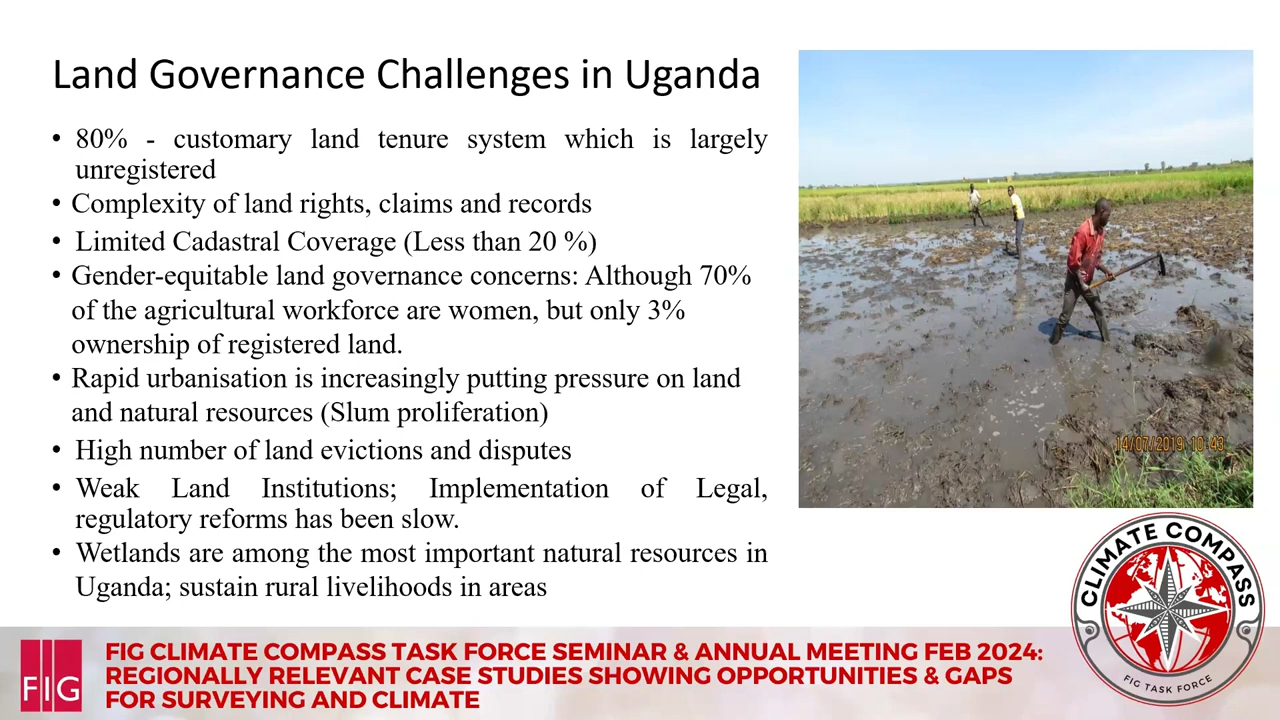 Land Governance Challenges in Uganda
• 80% - customary land tenure system which is largely
unregistered
• Complexity of land rights, claims and records
• Limited Cadastral Coverage (Less than 20 %)
• Gender-equitable land governance concerns: Although 70%
of the agricultural workforce are women, but only 3%
ownership of registered land.
• Rapid urbanisation is increasingly putting pressure on land
and natural resources (Slum proliferation)
• High number of land evictions and disputes
• Weak Land Institutions; Implementation of Legal,
regulatory reforms has been slow.
• Wetlands are among the most important natural resources in
Uganda; sustain rural livelihoods in areas
14/07/2019 10:43
CLIMATE COMPASS
FIG TASK FORCE
FIG
FIG CLIMATE COMPASS TASK FORCE SEMINAR & ANNUAL MEETING FEB 2024:
REGIONALLY RELEVANT CASE STUDIES SHOWING OPPORTUNITIES & GAPS
FOR SURVEYING AND CLIMATE